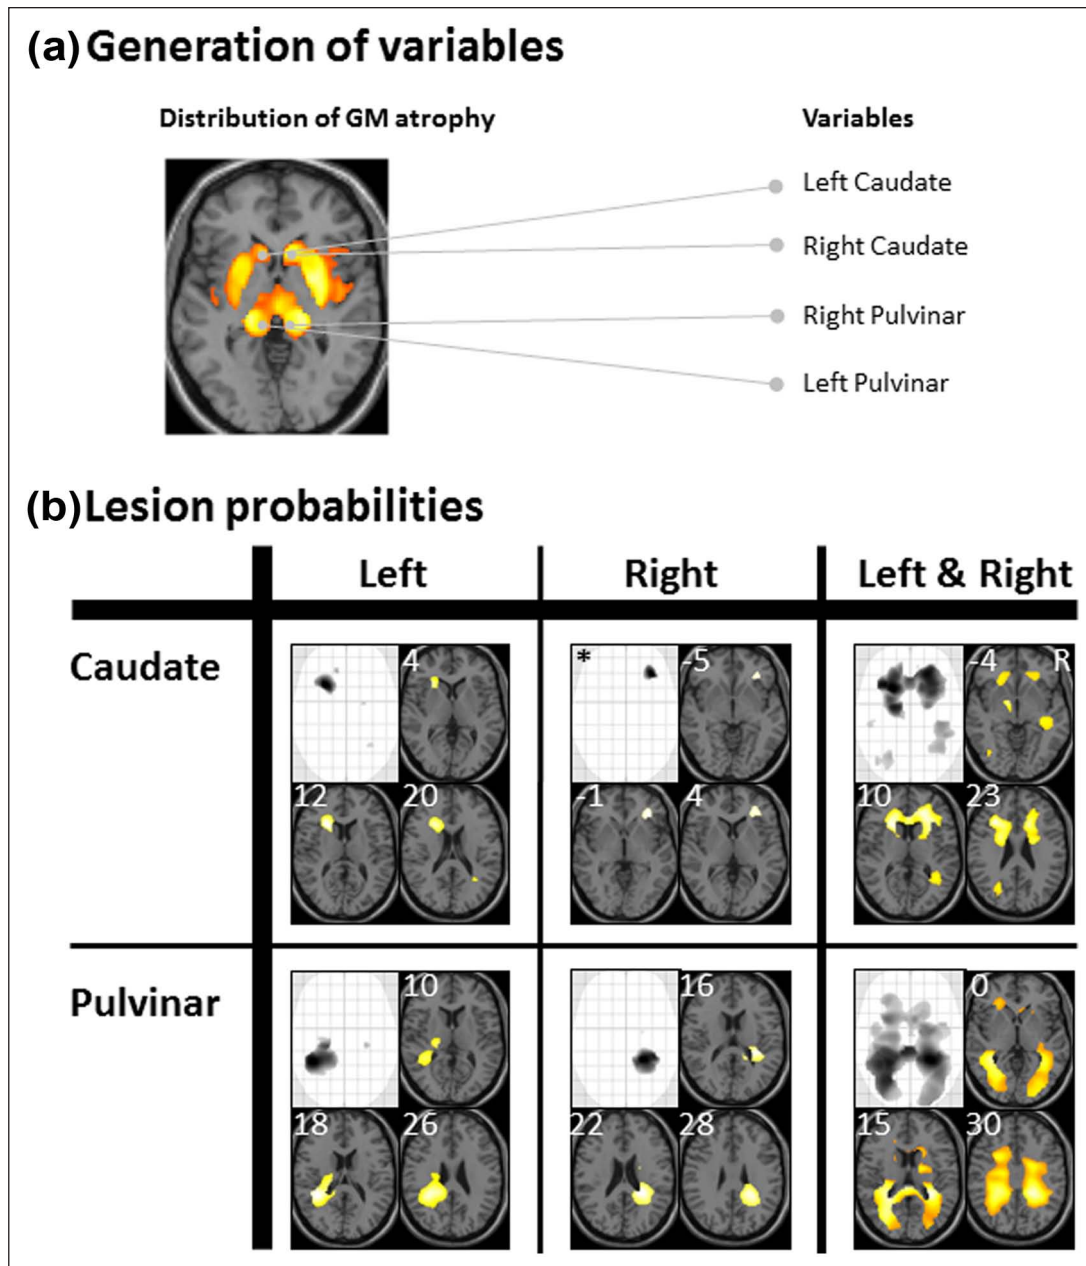 (a) Generation of variables
Distribution of GM atrophy
Variables
Left Caudate
Right Caudate
Right Pulvinar
Left Pulvinar
(b) Lesion probabilities
Left Right Left & Right
Caudate
4 * -5 -4 R
12 20 -1 4 10 23
Pulvinar
10 16 0
18 26 22 28 15 30